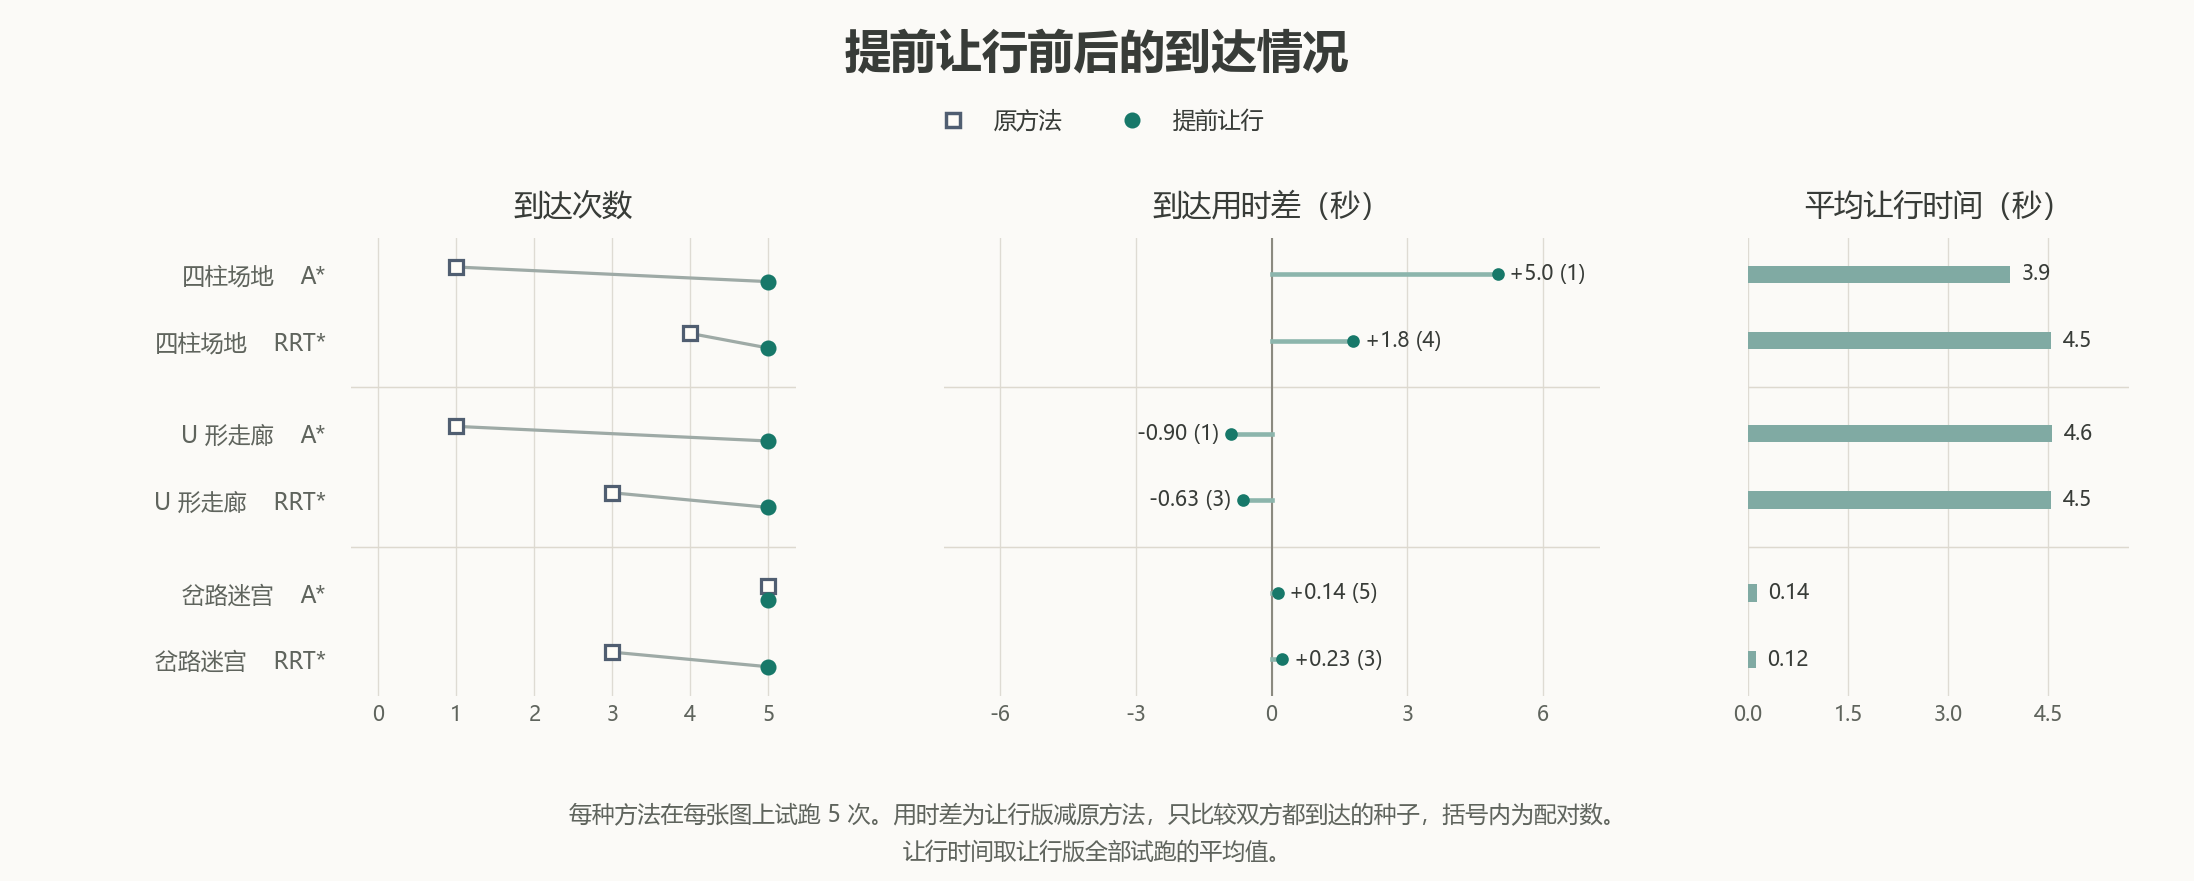 提前让行前后的到达情况
原方法 提前让行
到达次数 到达用时差（秒） 平均让行时间（秒）
四柱场地 A* +5.0 (1) 3.9
四柱场地 RRT* +1.8 (4) 4.5
U 形走廊 A* -0.90 (1) 4.6
U 形走廊 RRT* -0.63 (3) 4.5
岔路迷宫 A* +0.14 (5) 0.14
岔路迷宫 RRT* +0.23 (3) 0.12
0 1 2 3 4 5 -6 -3 0 3 6 0.0 1.5 3.0 4.5
每种方法在每张图上试跑 5 次。用时差为让行版减原方法，只比较双方都到达的种子，括号内为配对数。
让行时间取让行版全部试跑的平均值。